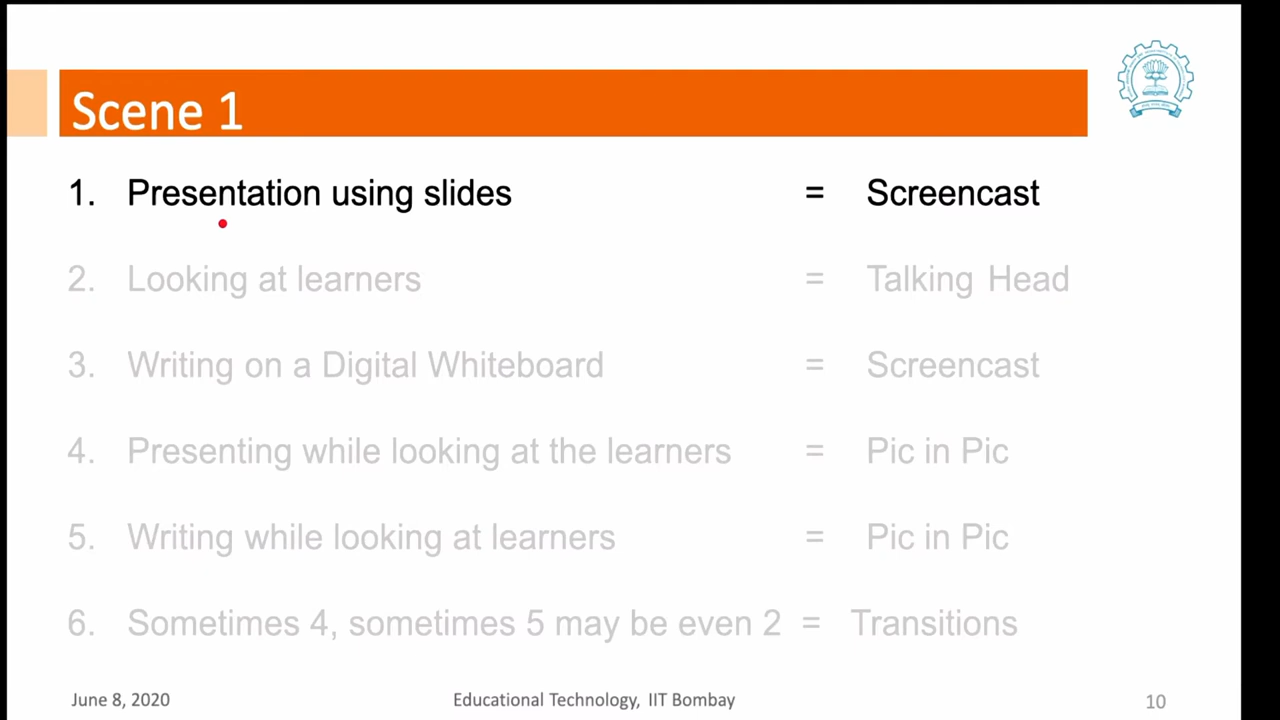 Scene 1
1. Presentation using slides = Screencast
2. Looking at learners = Talking Head
3. Writing on a Digital Whiteboard = Screencast
4. Presenting while looking at the learners = Pic in Pic
5. Writing while looking at learners = Pic in Pic
6. Sometimes 4, sometimes 5 may be even 2 = Transitions
June 8, 2020 Educational Technology, IIT Bombay 10